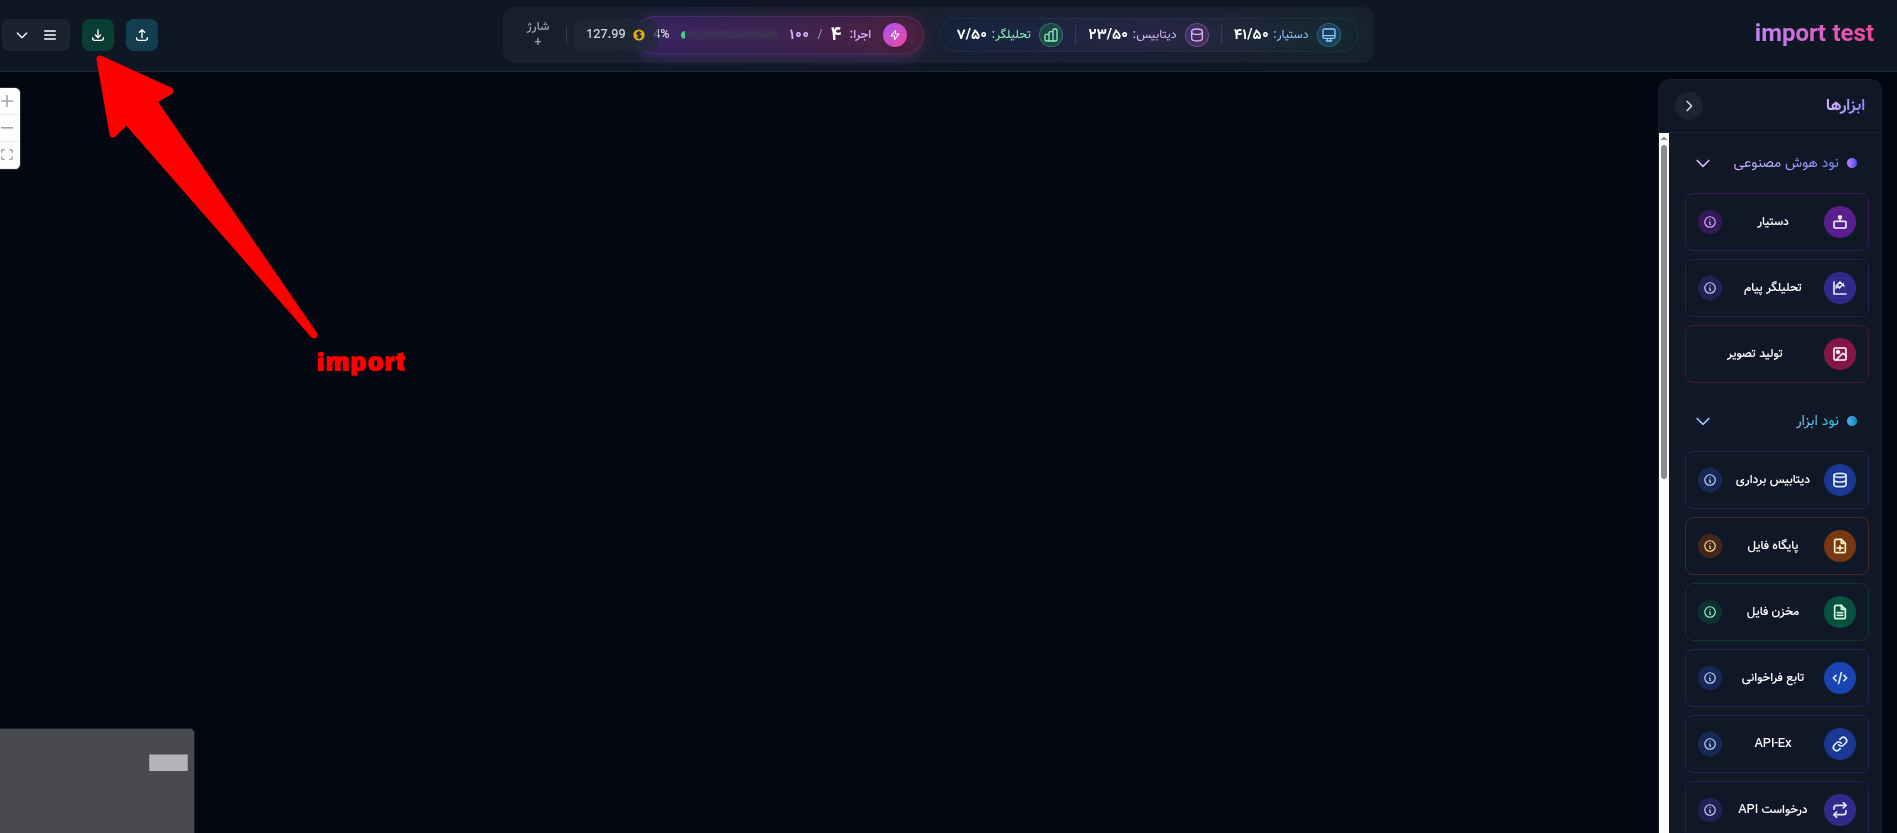 import test
دستیار: ۴۱/۵۰
دیتابیس: ۲۳/۵۰
تحلیلگر: ۷/۵۰
اجرا: ۴ / ۱۰۰
4%
127.99
شارژ
+
import
ابزارها
نود هوش مصنوعی
دستیار
تحلیلگر پیام
تولید تصویر
نود ابزار
دیتابیس برداری
پایگاه فایل
مخزن فایل
تابع فراخوانی
API-Ex
درخواست API